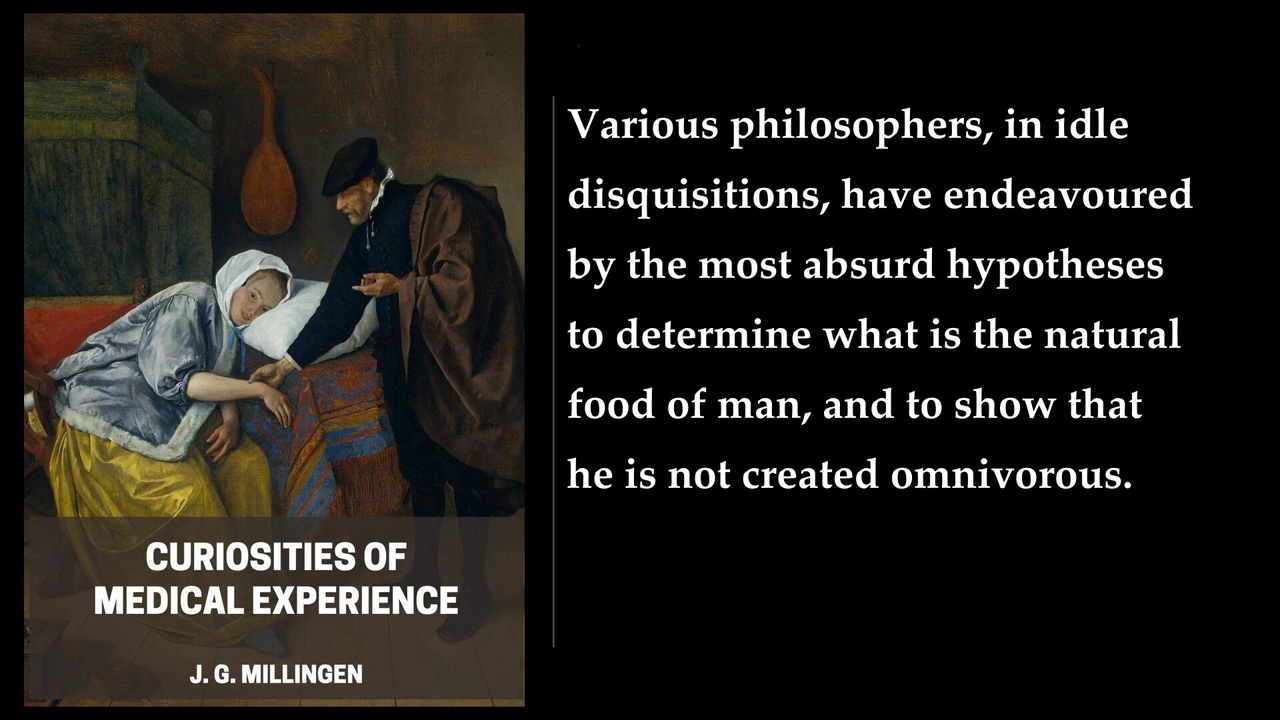 CURIOSITIES OF
MEDICAL EXPERIENCE
J. G. MILLINGEN
Various philosophers, in idle
disquisitions, have endeavoured
by the most absurd hypotheses
to determine what is the natural
food of man, and to show that
he is not created omnivorous.